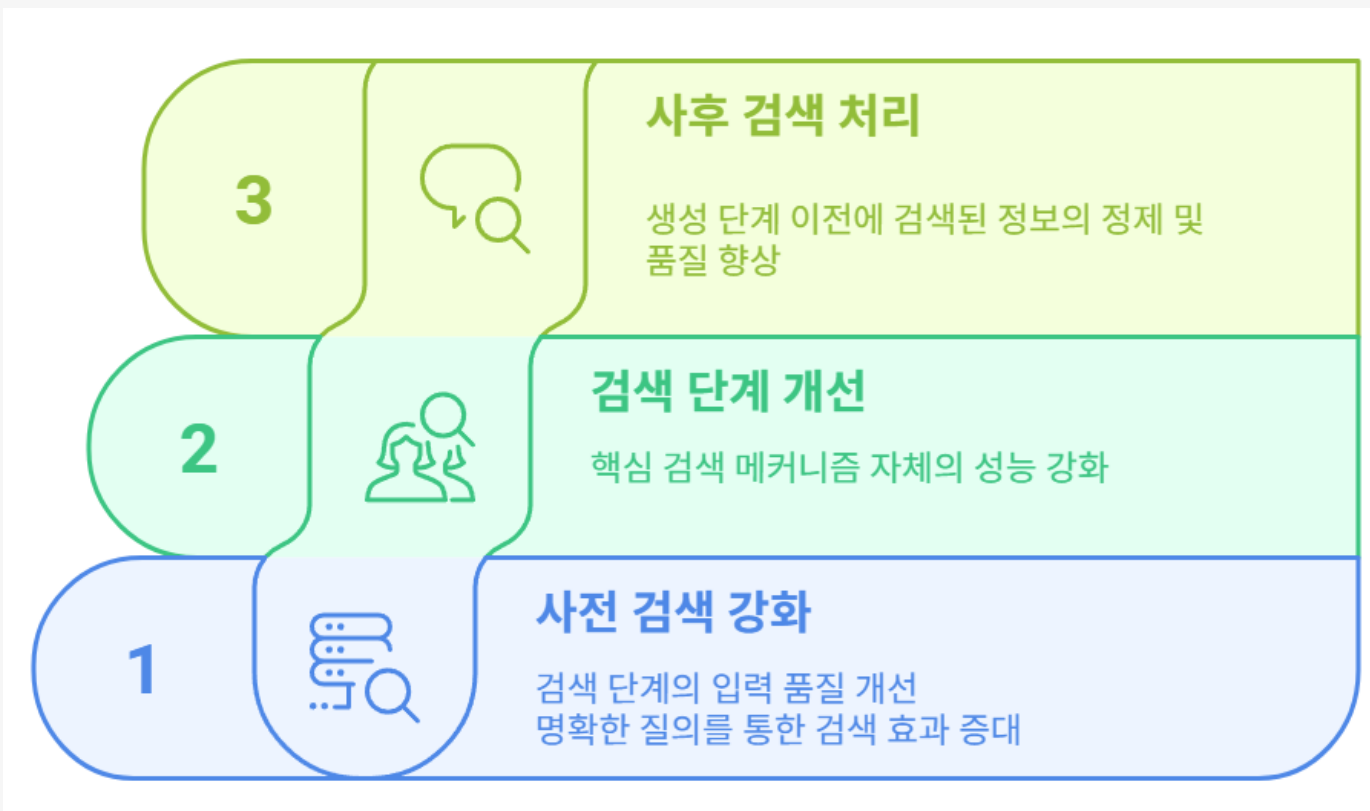 3
사후 검색 처리
생성 단계 이전에 검색된 정보의 정제 및
품질 향상
2
검색 단계 개선
핵심 검색 메커니즘 자체의 성능 강화
1
사전 검색 강화
검색 단계의 입력 품질 개선
명확한 질의를 통한 검색 효과 증대